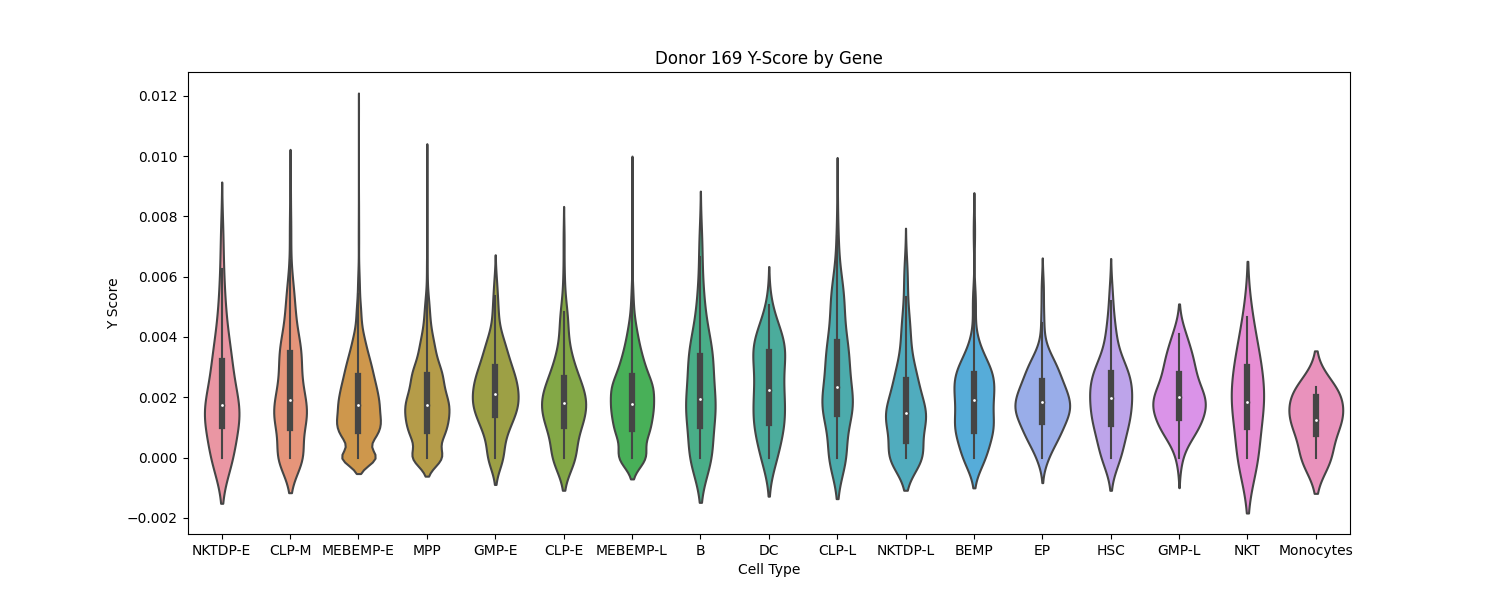 Donor 169 Y-Score by Gene
0.012
0.010
0.008
0.006
0.004
0.002
0.000
−0.002
Y Score
NKTDP-E CLP-M MEBEMP-E MPP GMP-E CLP-E MEBEMP-L B DC CLP-L NKTDP-L BEMP EP HSC GMP-L NKT Monocytes
Cell Type